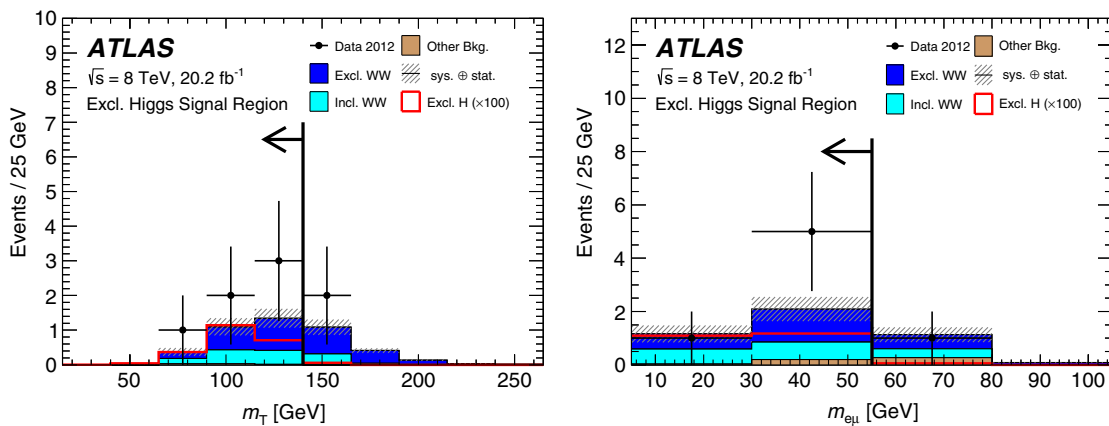 ATLAS
√s = 8 TeV, 20.2 fb⁻¹
Excl. Higgs Signal Region
Data 2012
Other Bkg.
Excl. WW
sys. ⊕ stat.
Incl. WW
Excl. H (×100)
Events / 25 GeV
10
9
8
7
6
5
4
3
2
1
0
50 100 150 200 250
m_T [GeV]
ATLAS
√s = 8 TeV, 20.2 fb⁻¹
Excl. Higgs Signal Region
Data 2012
Other Bkg.
Excl. WW
sys. ⊕ stat.
Incl. WW
Excl. H (×100)
Events / 25 GeV
12
10
8
6
4
2
0
10 20 30 40 50 60 70 80 90 100
m_eμ [GeV]